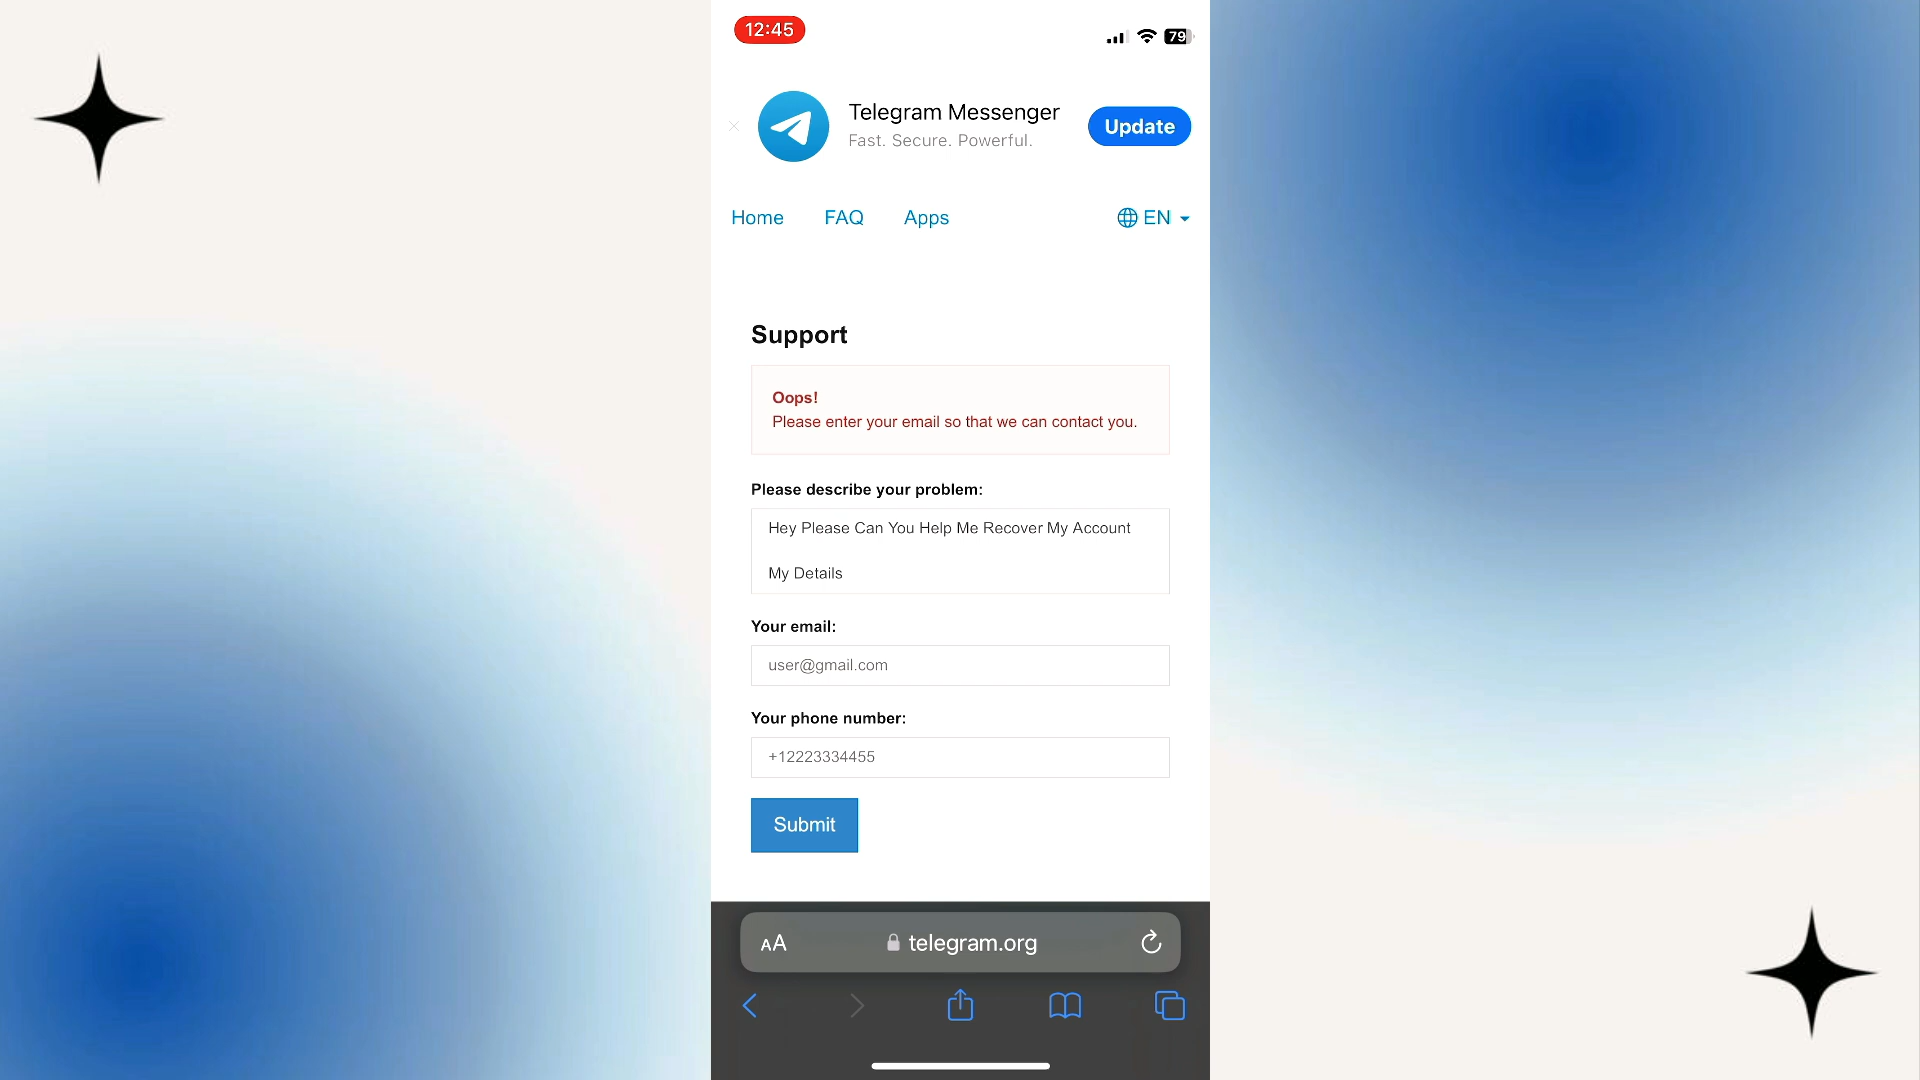 12:45
79
Telegram Messenger
Fast. Secure. Powerful.
Update
Home FAQ Apps EN
Support
Oops!
Please enter your email so that we can contact you.
Please describe your problem:
Hey Please Can You Help Me Recover My Account
My Details
Your email:
user@gmail.com
Your phone number:
+12223334455
Submit
AA telegram.org